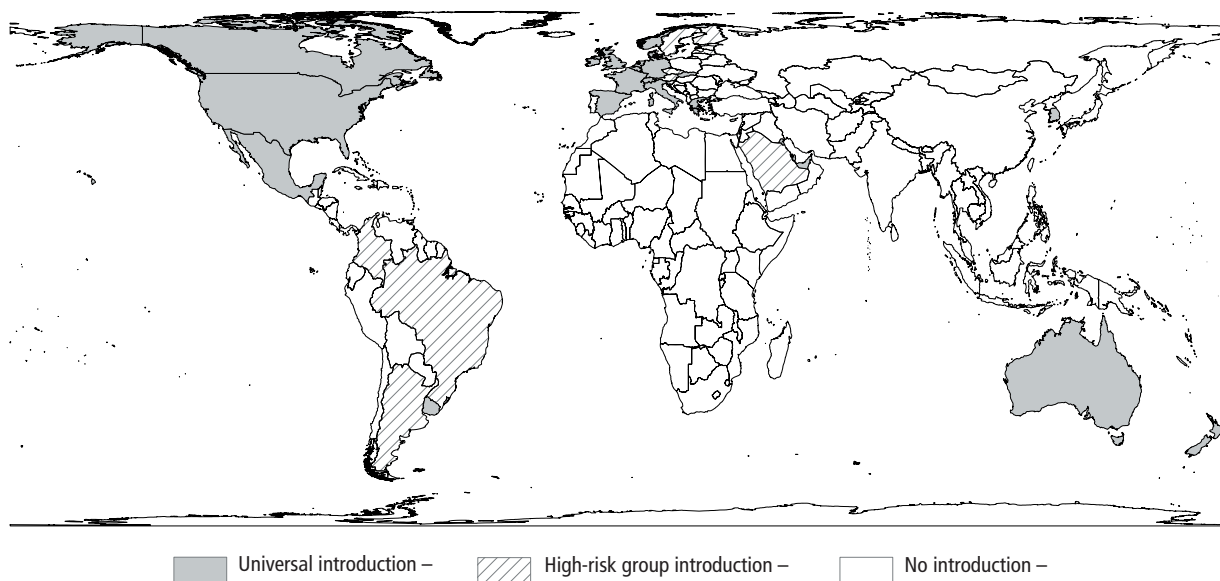 Universal introduction –
High-risk group introduction –
No introduction –